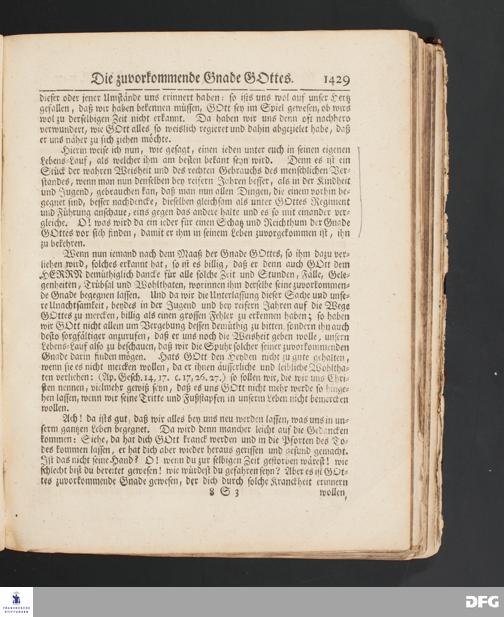 Die zuvorkommende Gnade GOttes. 1429
dieser oder jener Umstände uns erinnert haben: so ists uns wol auf unser Hertz
gefallen, daß wir haben bekennen müssen, GOtt sey im Spiel gewesen, ob wirs
wol zu derselbigen Zeit nicht erkannt. Da haben wir uns denn oft nachhero
verwundert, wie GOtt alles so weislich regieret und dahin abgezielet habe, daß
er uns näher zu sich ziehen möchte.
Hierin weise ich nun, wie gesagt, einen ieden unter euch in seinen eigenen
Lebens-Lauf, als welcher ihm am besten bekant seyn wird. Denn es ist ein
Stück der wahren Weisheit und des rechten Gebrauchs des menschlichen Ver-
standes, wenn man nun denselben bey reifern Jahren besser, als in der Kindheit
und Jugend, gebrauchen kan, daß man nun allen Dingen, die einem vorhin be-
gegnet sind, besser nachdencke, dieselben gleichsam als unter GOttes Regiment
und Führung anschaue, eins gegen das andere halte und es so mit einander ver-
gleiche. O! was wird da ein ieder für einen Schatz und Reichthum der Gnade
GOttes vor sich finden, damit er ihm in seinem Leben zuvorgekommen ist, ihn
zu bekehren.
Wenn nun iemand nach dem Maaß der Gnade GOttes, so ihm dazu ver-
liehen wird, solches erkannt hat, so ist es billig, daß er denn auch GOtt dem
HERRN demüthiglich dancke für alle solche Zeit und Stunden, Fälle, Gele-
genheiten, Trübsal und Wohlthaten, worinnen ihm derselbe seine zuvorkommen-
de Gnade begegnen lassen. Und da wir die Unterlassung dieser Sache und unse-
re Unachtsamkeit, beydes in der Jugend und bey reifern Jahren auf die Wege
GOttes zu mercken, billig als einen grossen Fehler zu erkennen haben; so haben
wir GOtt nicht allein um Vergebung dessen demüthig zu bitten, sondern ihn auch
desto sorgfältiger anzurufen, daß er uns noch die Weisheit geben wolle, unsern
Lebens-Lauf also zu beschauen, daß wir die Spuhr solcher seiner zuvorkommenden
Gnade darin finden mögen. Hats GOtt den Heyden nicht zu gute gehalten,
wenn sie es nicht mercken wollen, da er ihnen äusserliche und leibliche Wohltha-
ten verliehen: (Ap. Gesch. 14, 17. c. 17, 26. 27.) so sollen wir, die wir uns Chri-
sten nennen, vielmehr gewiß seyn, daß es uns GOtt nicht mehr werde so hinge-
hen lassen, wenn wir seine Tritte und Fußstapfen in unserm Leben nicht bemercken
wollen.
Ach! da ists gut, daß wir alles bey uns neu werden lassen, was uns in un-
serm gantzen Leben begegnet. Da wird denn mancher leicht auf die Gedancken
kommen: Siehe, da hat dich GOtt kranck werden und in die Pforten des To-
des kommen lassen, er hat dich aber wieder heraus gerissen und gesund gemacht.
Ist das nicht seine Hand? O! wenn du zur selbigen Zeit gestorben wärest! wie
schlecht bist du bereitet gewesen! wie würdest du gefahren seyn? Aber es ist GOt-
tes zuvorkommende Gnade gewesen, der dich durch solche Kranckheit erinnern
8 S 3 wollen,
FRANCKESCHE
STIFTUNGEN
DFG